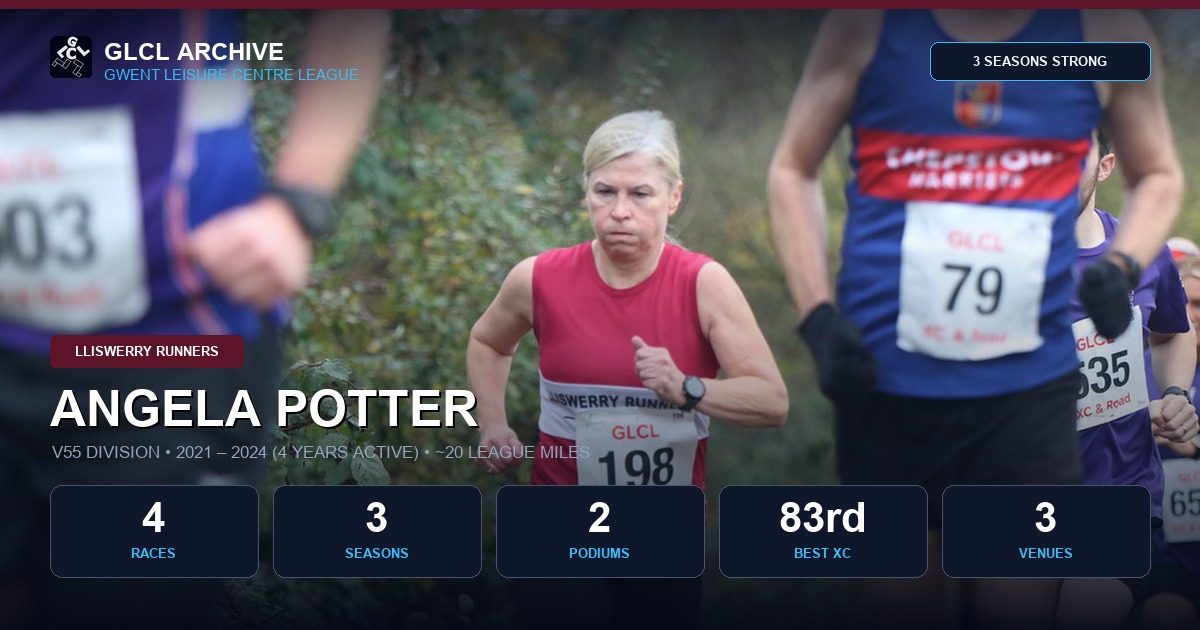 GLCL ARCHIVE
GWENT LEISURE CENTRE LEAGUE
3 SEASONS STRONG
GLCL
79
XC & Road
GLCL
535
XC & Road
LLISWERRY RUNNERS
ANGELA POTTER
LLISWERRY RUNNERS
V55 DIVISION • 2021 – 2024 (4 YEARS ACTIVE) • ~20 LEAGUE MILES
GLCL
198
4
RACES
3
SEASONS
2
PODIUMS
83rd
BEST XC
3
VENUES